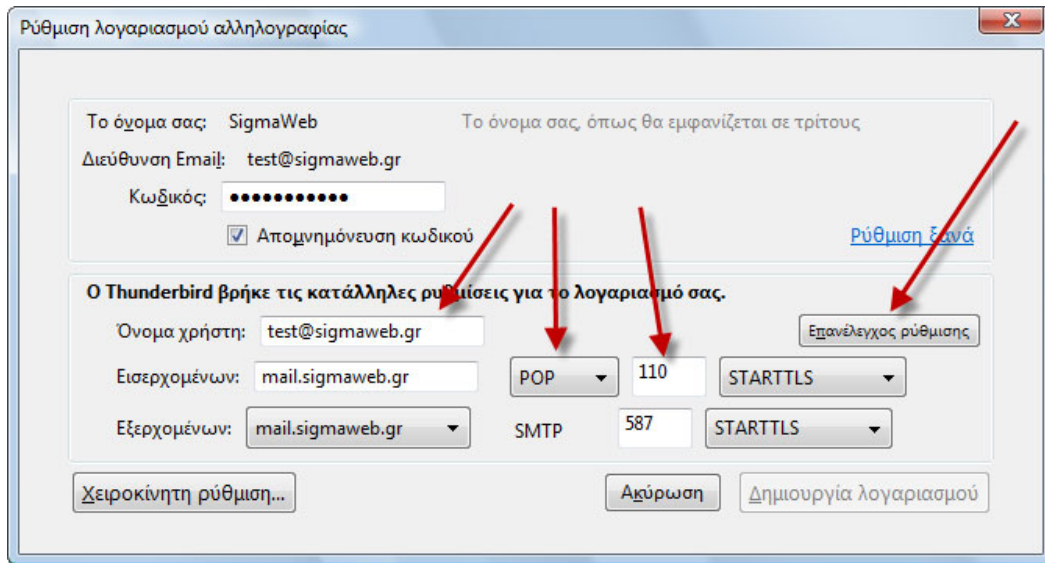 Ρύθμιση λογαριασμού αλληλογραφίας
Το όνομα σας: SigmaWeb Το όνομα σας, όπως θα εμφανίζεται σε τρίτους
Διεύθυνση Email: test@sigmaweb.gr
Κωδικός: •••••••••••
Απομνημόνευση κωδικού Ρύθμιση ξανά
Ο Thunderbird βρήκε τις κατάλληλες ρυθμίσεις για το λογαριασμό σας.
Όνομα χρήστη: test@sigmaweb.gr Επανέλεγχος ρύθμισης
Εισερχομένων: mail.sigmaweb.gr POP 110 STARTTLS
Εξερχομένων: mail.sigmaweb.gr SMTP 587 STARTTLS
Χειροκίνητη ρύθμιση... Ακύρωση Δημιουργία λογαριασμού